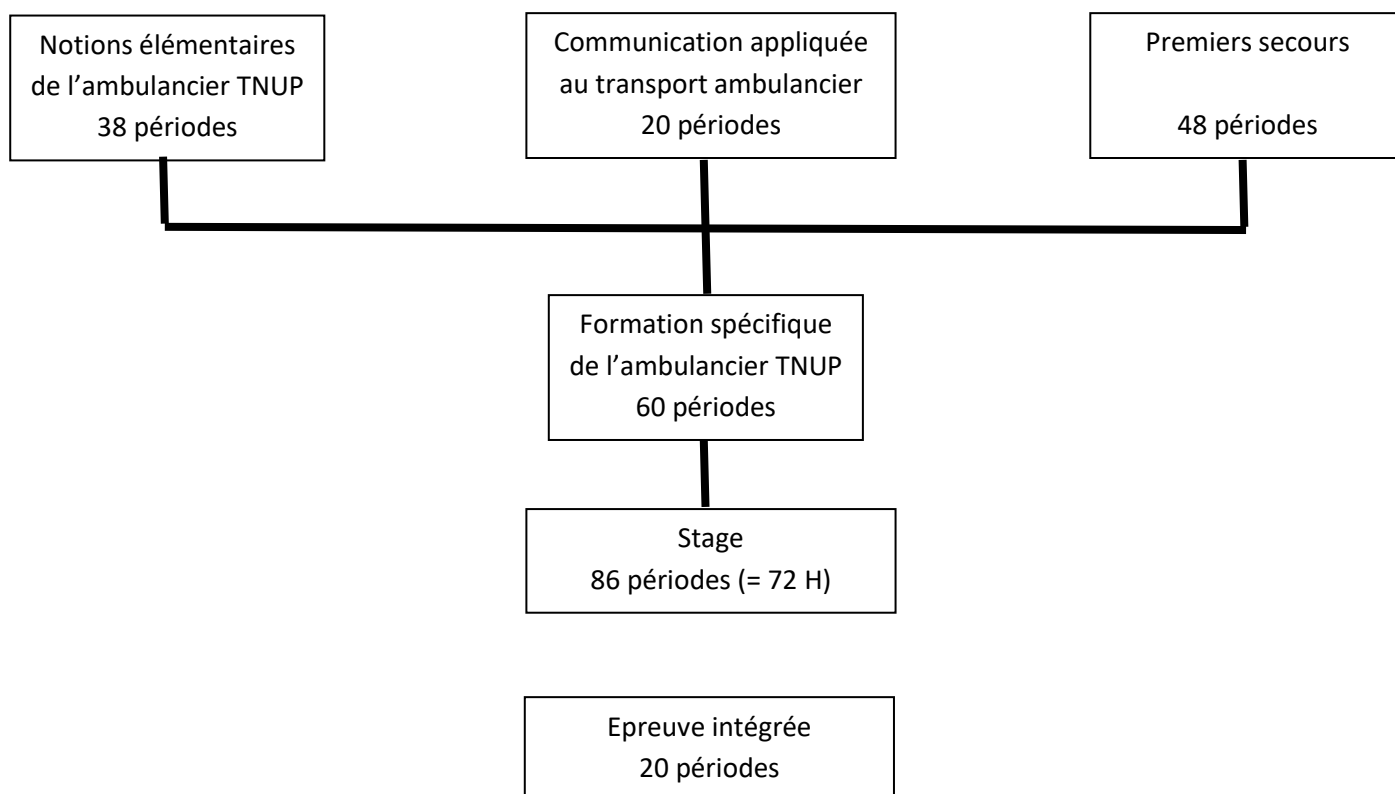 Notions élémentaires
de l’ambulancier TNUP
38 périodes
Communication appliquée
au transport ambulancier
20 périodes
Premiers secours
48 périodes
Formation spécifique
de l’ambulancier TNUP
60 périodes
Stage
86 périodes (= 72 H)
Epreuve intégrée
20 périodes